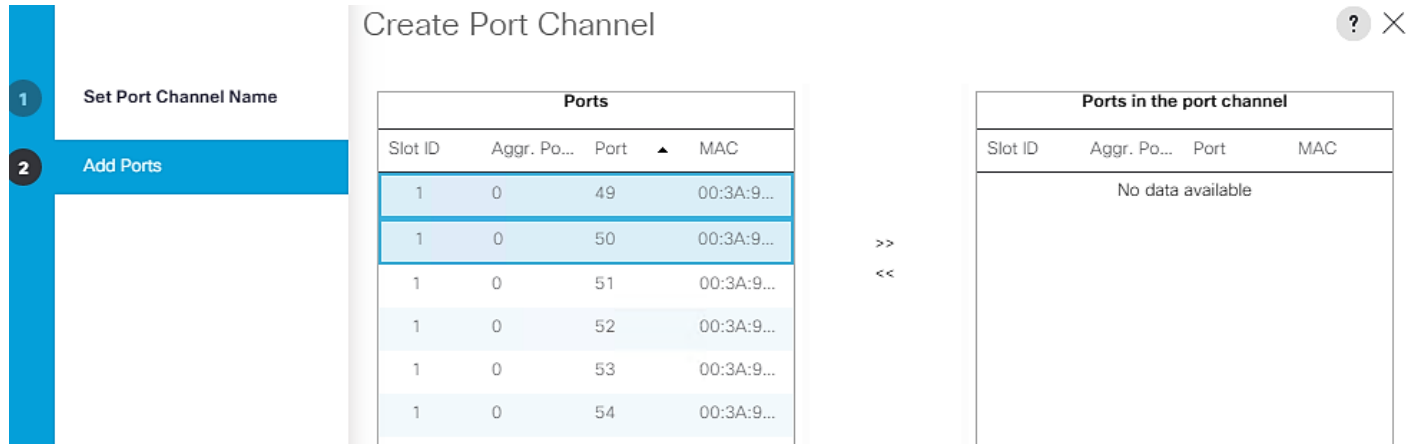 Create Port Channel
?
1 Set Port Channel Name
2 Add Ports
Ports
Slot ID Aggr. Po... Port MAC
1 0 49 00:3A:9...
1 0 50 00:3A:9...
1 0 51 00:3A:9...
1 0 52 00:3A:9...
1 0 53 00:3A:9...
1 0 54 00:3A:9...
>>
<<
Ports in the port channel
Slot ID Aggr. Po... Port MAC
No data available